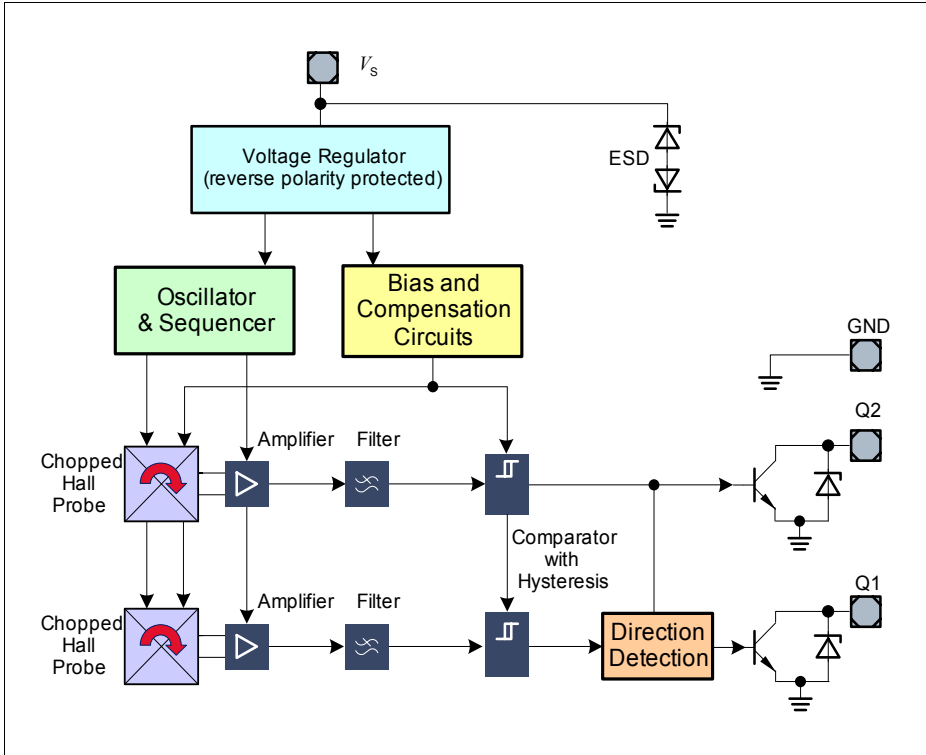 VS
Voltage Regulator
(reverse polarity protected)
ESD
Oscillator
& Sequencer
Bias and
Compensation
Circuits
GND
Q2
Amplifier
Filter
Chopped
Hall
Probe
Comparator
with
Hysteresis
Q1
Amplifier
Filter
Chopped
Hall
Probe
Direction
Detection